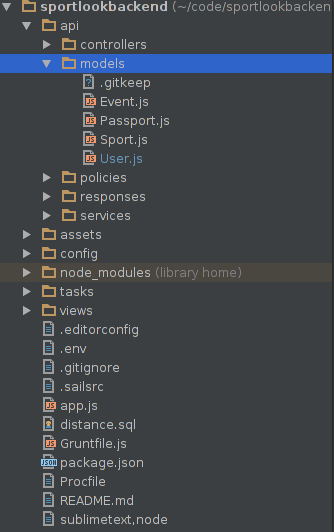 sportlookbackend (~/code/sportlookbacken
api
controllers
models
.gitkeep
Event.js
Passport.js
Sport.js
User.js
policies
responses
services
assets
config
node_modules (library home)
tasks
views
.editorconfig
.env
.gitignore
.sailsrc
app.js
distance.sql
Gruntfile.js
package.json
Procfile
README.md
sublimetext,node